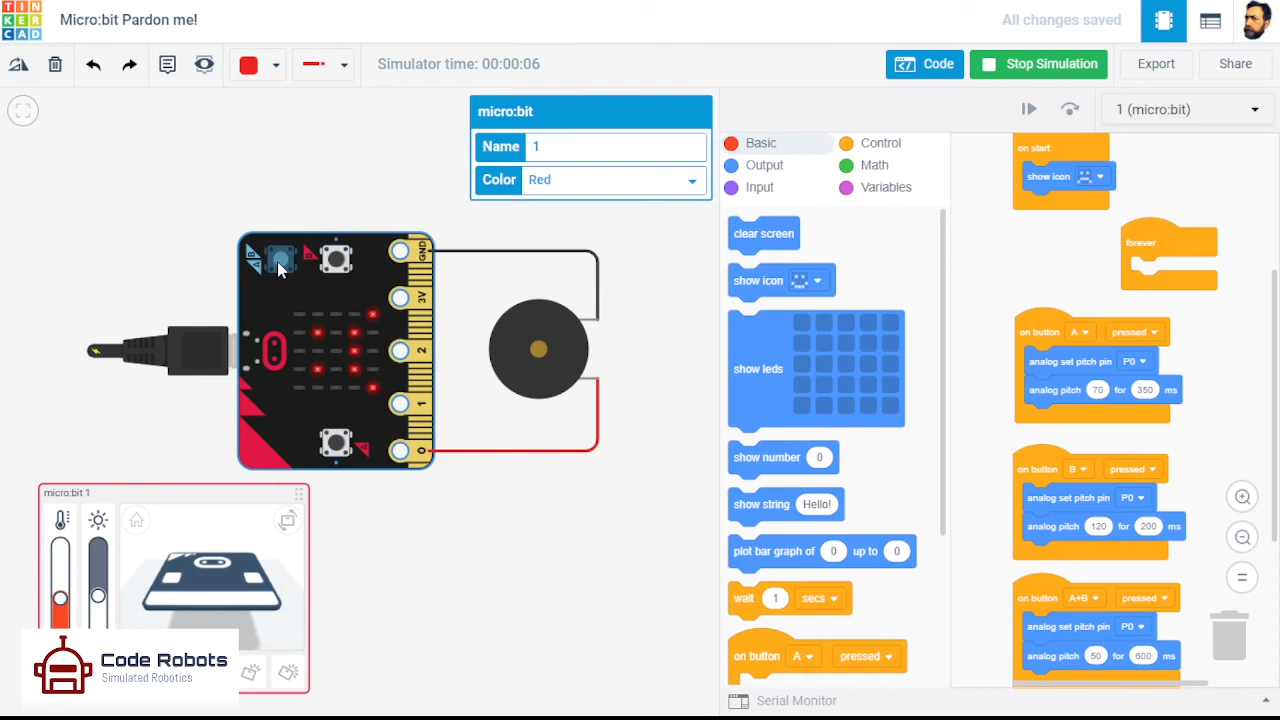 TIN
KER
CAD
Micro:bit Pardon me!
All changes saved
Simulator time: 00:00:06
Code
Stop Simulation
Export
Share
micro:bit
Name 1
Color Red
1 (micro:bit)
Basic
Control
Output
Math
Input
Variables
clear screen
show icon
show leds
show number 0
show string Hello!
plot bar graph of 0 up to 0
wait 1 secs
on button A pressed
on start
show icon
forever
on button A pressed
analog set pitch pin P0
analog pitch 70 for 350 ms
on button B pressed
analog set pitch pin P0
analog pitch 120 for 200 ms
on button A+B pressed
analog set pitch pin P0
analog pitch 50 for 600 ms
A B
B
GND
3V
2
1
0
A
micro:bit 1
Code Robots
Simulated Robotics
Serial Monitor